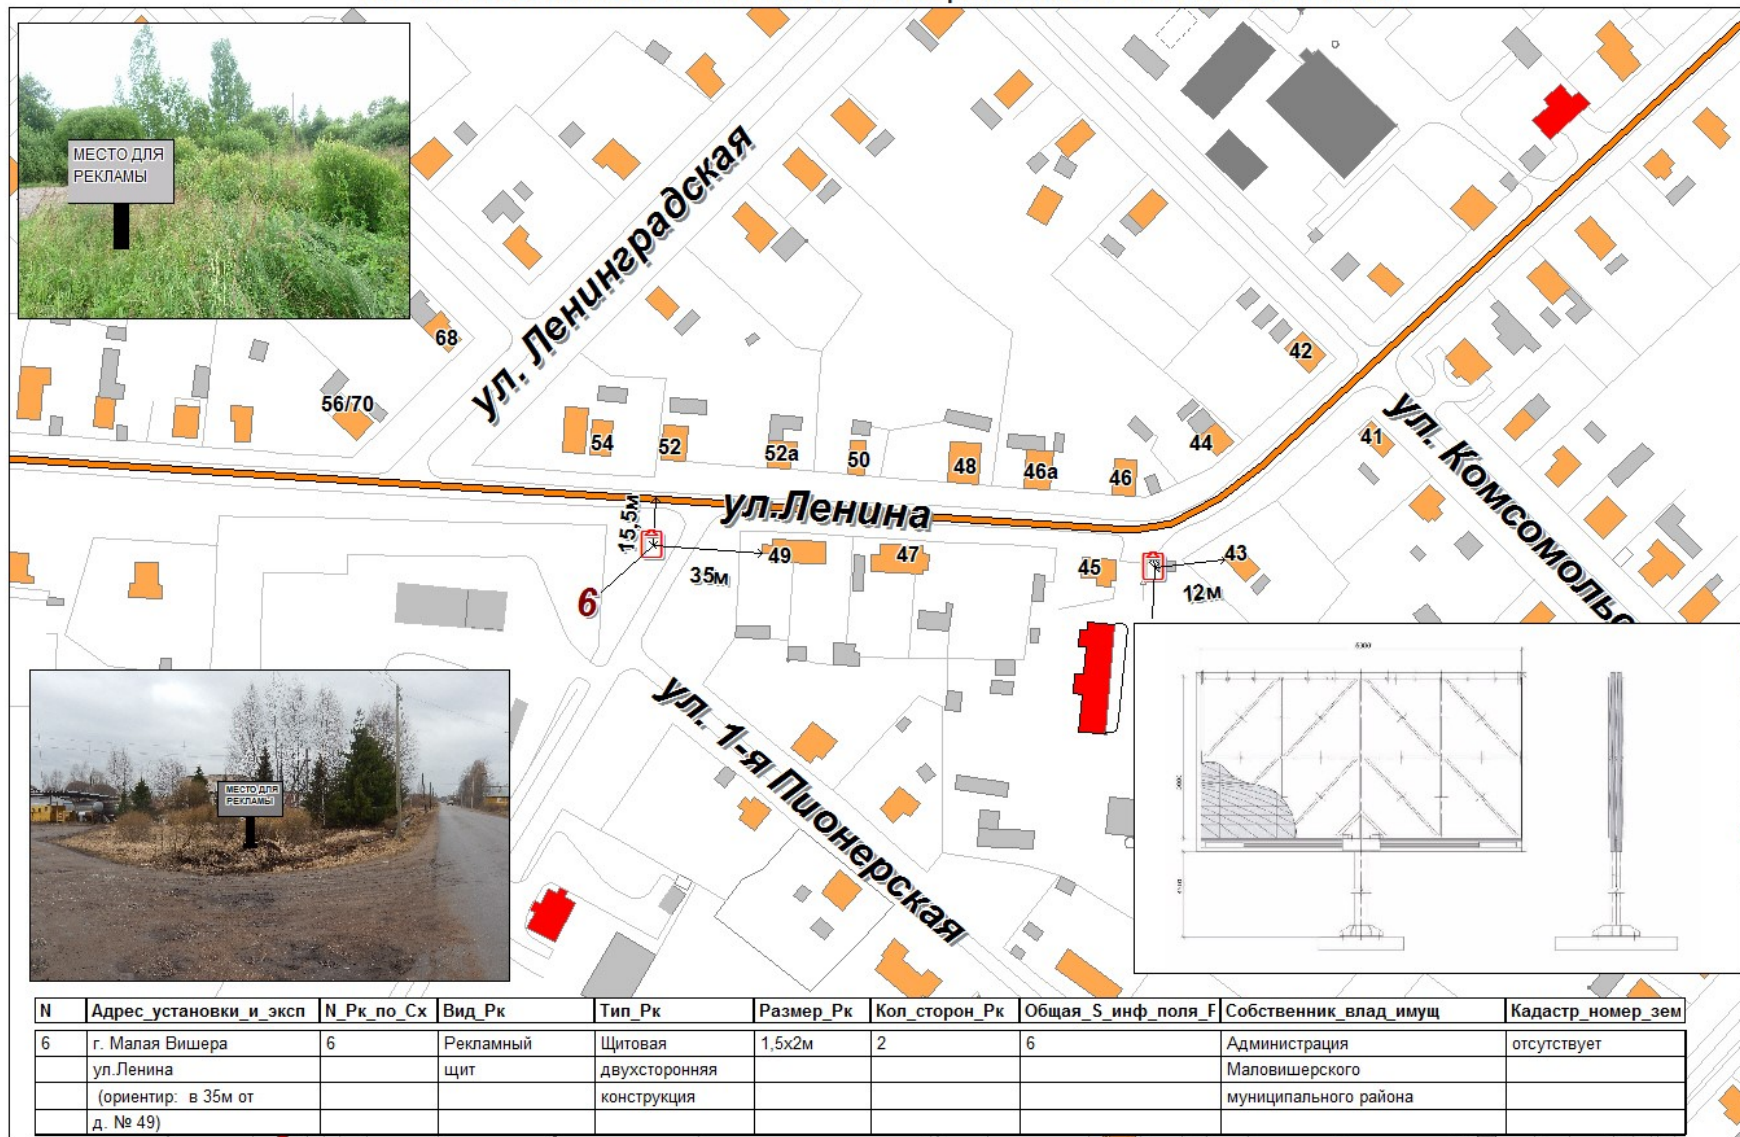 МЕСТО ДЛЯ
РЕКЛАМЫ
ул. Ленинградская
68
56/70
54
52
52а
50
48
46а
46
44
42
41
ул. Комсомольс
15,5м
ул.Ленина
49
47
45
43
35м
12м
6
ул. 1-я Пионерская
МЕСТО ДЛЯ
РЕКЛАМЫ
N Адрес_установки_и_эксп N_Рк_по_Сх Вид_Рк Тип_Рк Размер_Рк Кол_сторон_Рк Общая_S_инф_поля_Р Собственник_влад_имущ Кадастр_номер_зем
6 г. Малая Вишера 6 Рекламный Щитовая 1,5х2м 2 6 Администрация отсутствует
ул.Ленина щит двухсторонняя Маловишерского
(ориентир: в 35м от конструкция муниципального района
д. № 49)